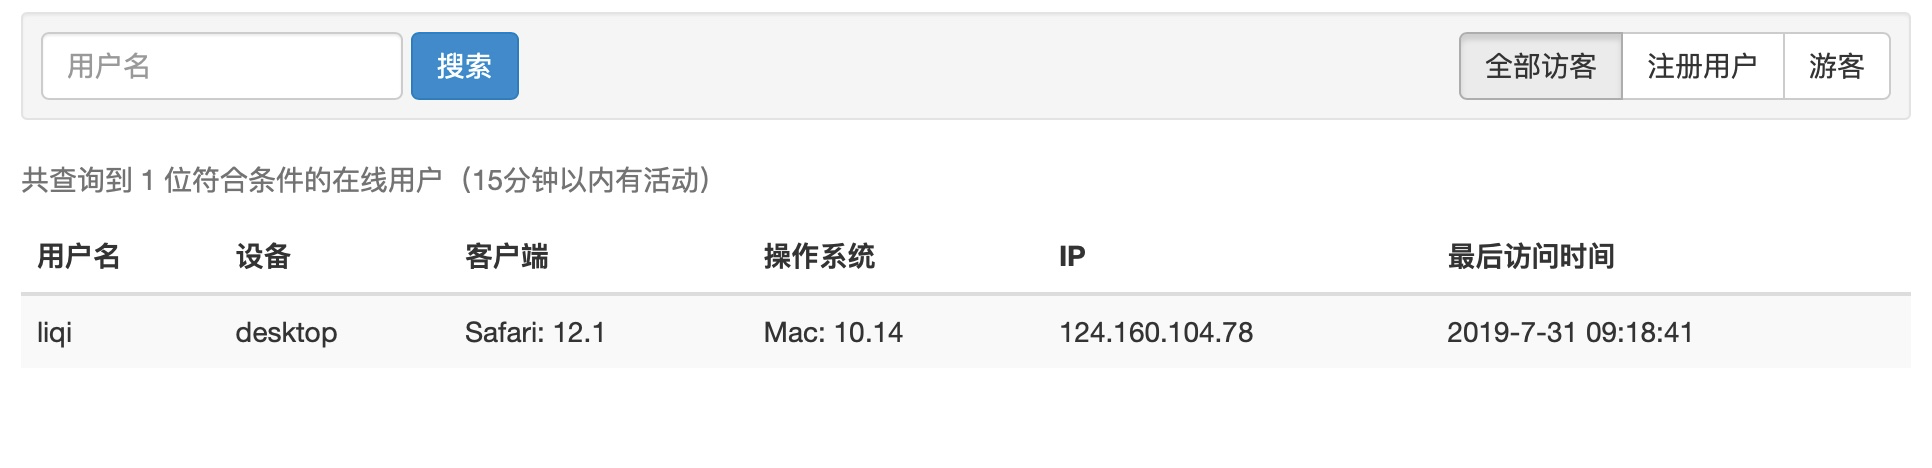 用户名 搜索 全部访客 注册用户 游客
共查询到 1 位符合条件的在线用户（15分钟以内有活动）
用户名 设备 客户端 操作系统 IP 最后访问时间
liqi desktop Safari: 12.1 Mac: 10.14 124.160.104.78 2019-7-31 09:18:41